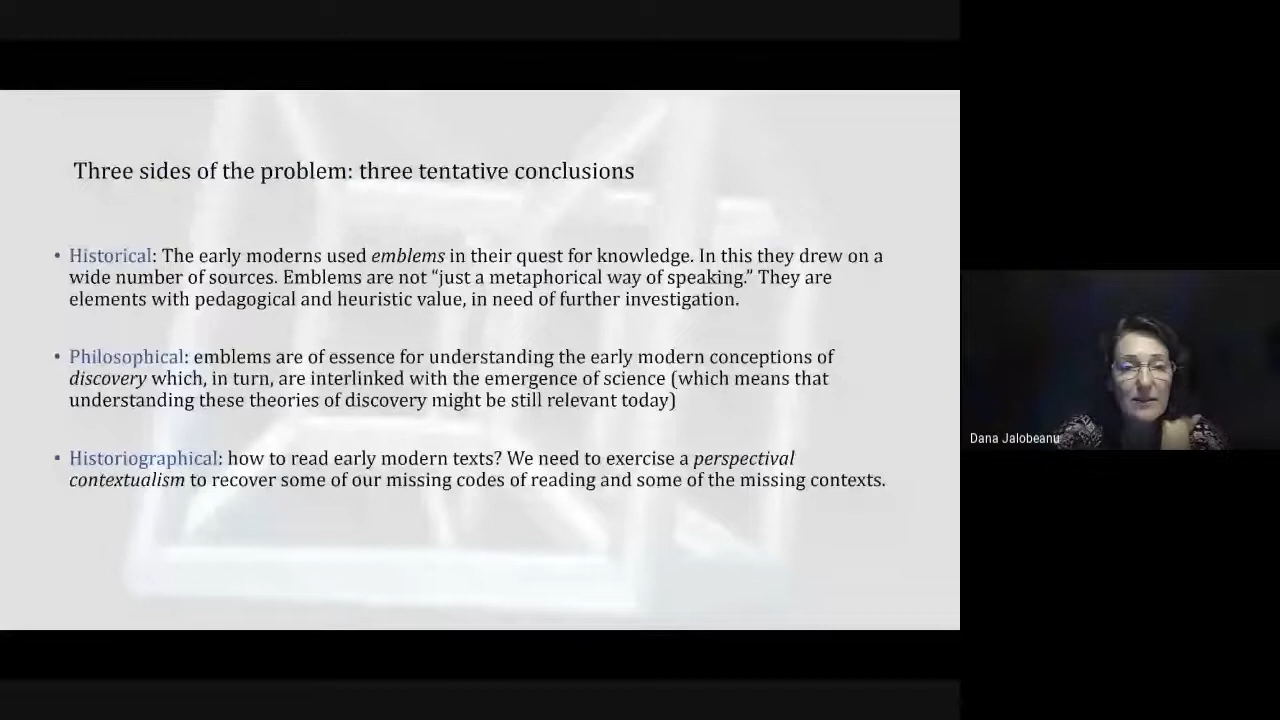 Three sides of the problem: three tentative conclusions
• Historical: The early moderns used emblems in their quest for knowledge. In this they drew on a
wide number of sources. Emblems are not “just a metaphorical way of speaking.” They are
elements with pedagogical and heuristic value, in need of further investigation.
• Philosophical: emblems are of essence for understanding the early modern conceptions of
discovery which, in turn, are interlinked with the emergence of science (which means that
understanding these theories of discovery might be still relevant today)
• Historiographical: how to read early modern texts? We need to exercise a perspectival
contextualism to recover some of our missing codes of reading and some of the missing contexts.
Dana Jalobeanu